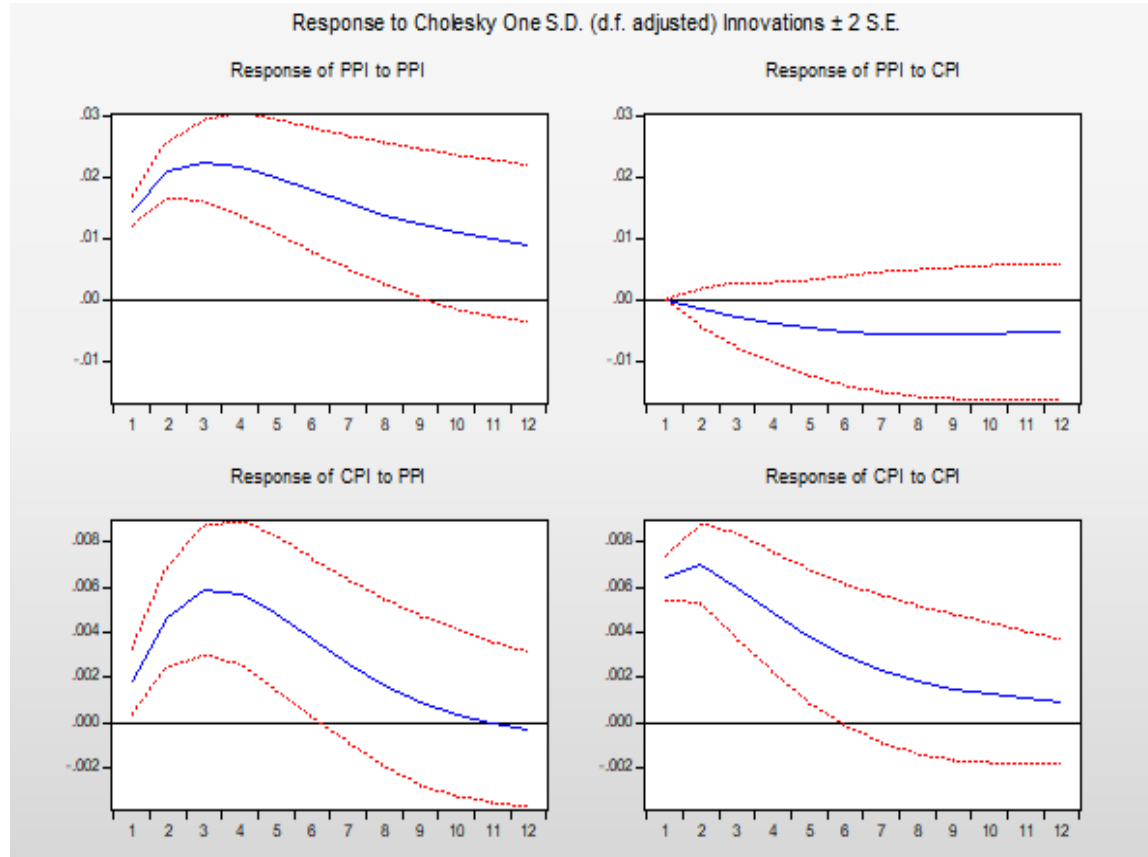 Response to Cholesky One S.D. (d.f. adjusted) Innovations ± 2 S.E.
Response of PPI to PPI
.03
.02
.01
.00
-.01
1 2 3 4 5 6 7 8 9 10 11 12
Response of PPI to CPI
.03
.02
.01
.00
-.01
1 2 3 4 5 6 7 8 9 10 11 12
Response of CPI to PPI
.008
.006
.004
.002
.000
-.002
1 2 3 4 5 6 7 8 9 10 11 12
Response of CPI to CPI
.008
.006
.004
.002
.000
-.002
1 2 3 4 5 6 7 8 9 10 11 12